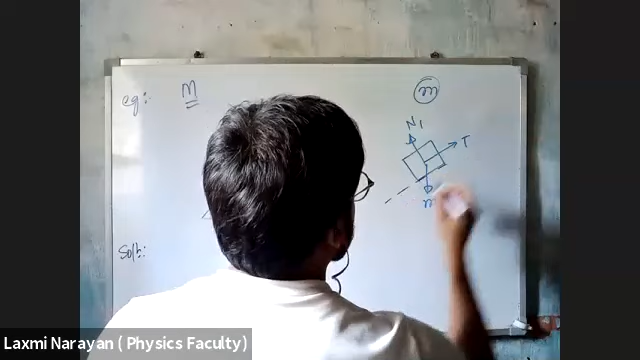 eg:- M m
N1
T
Soln:
Laxmi Narayan ( Physics Faculty)